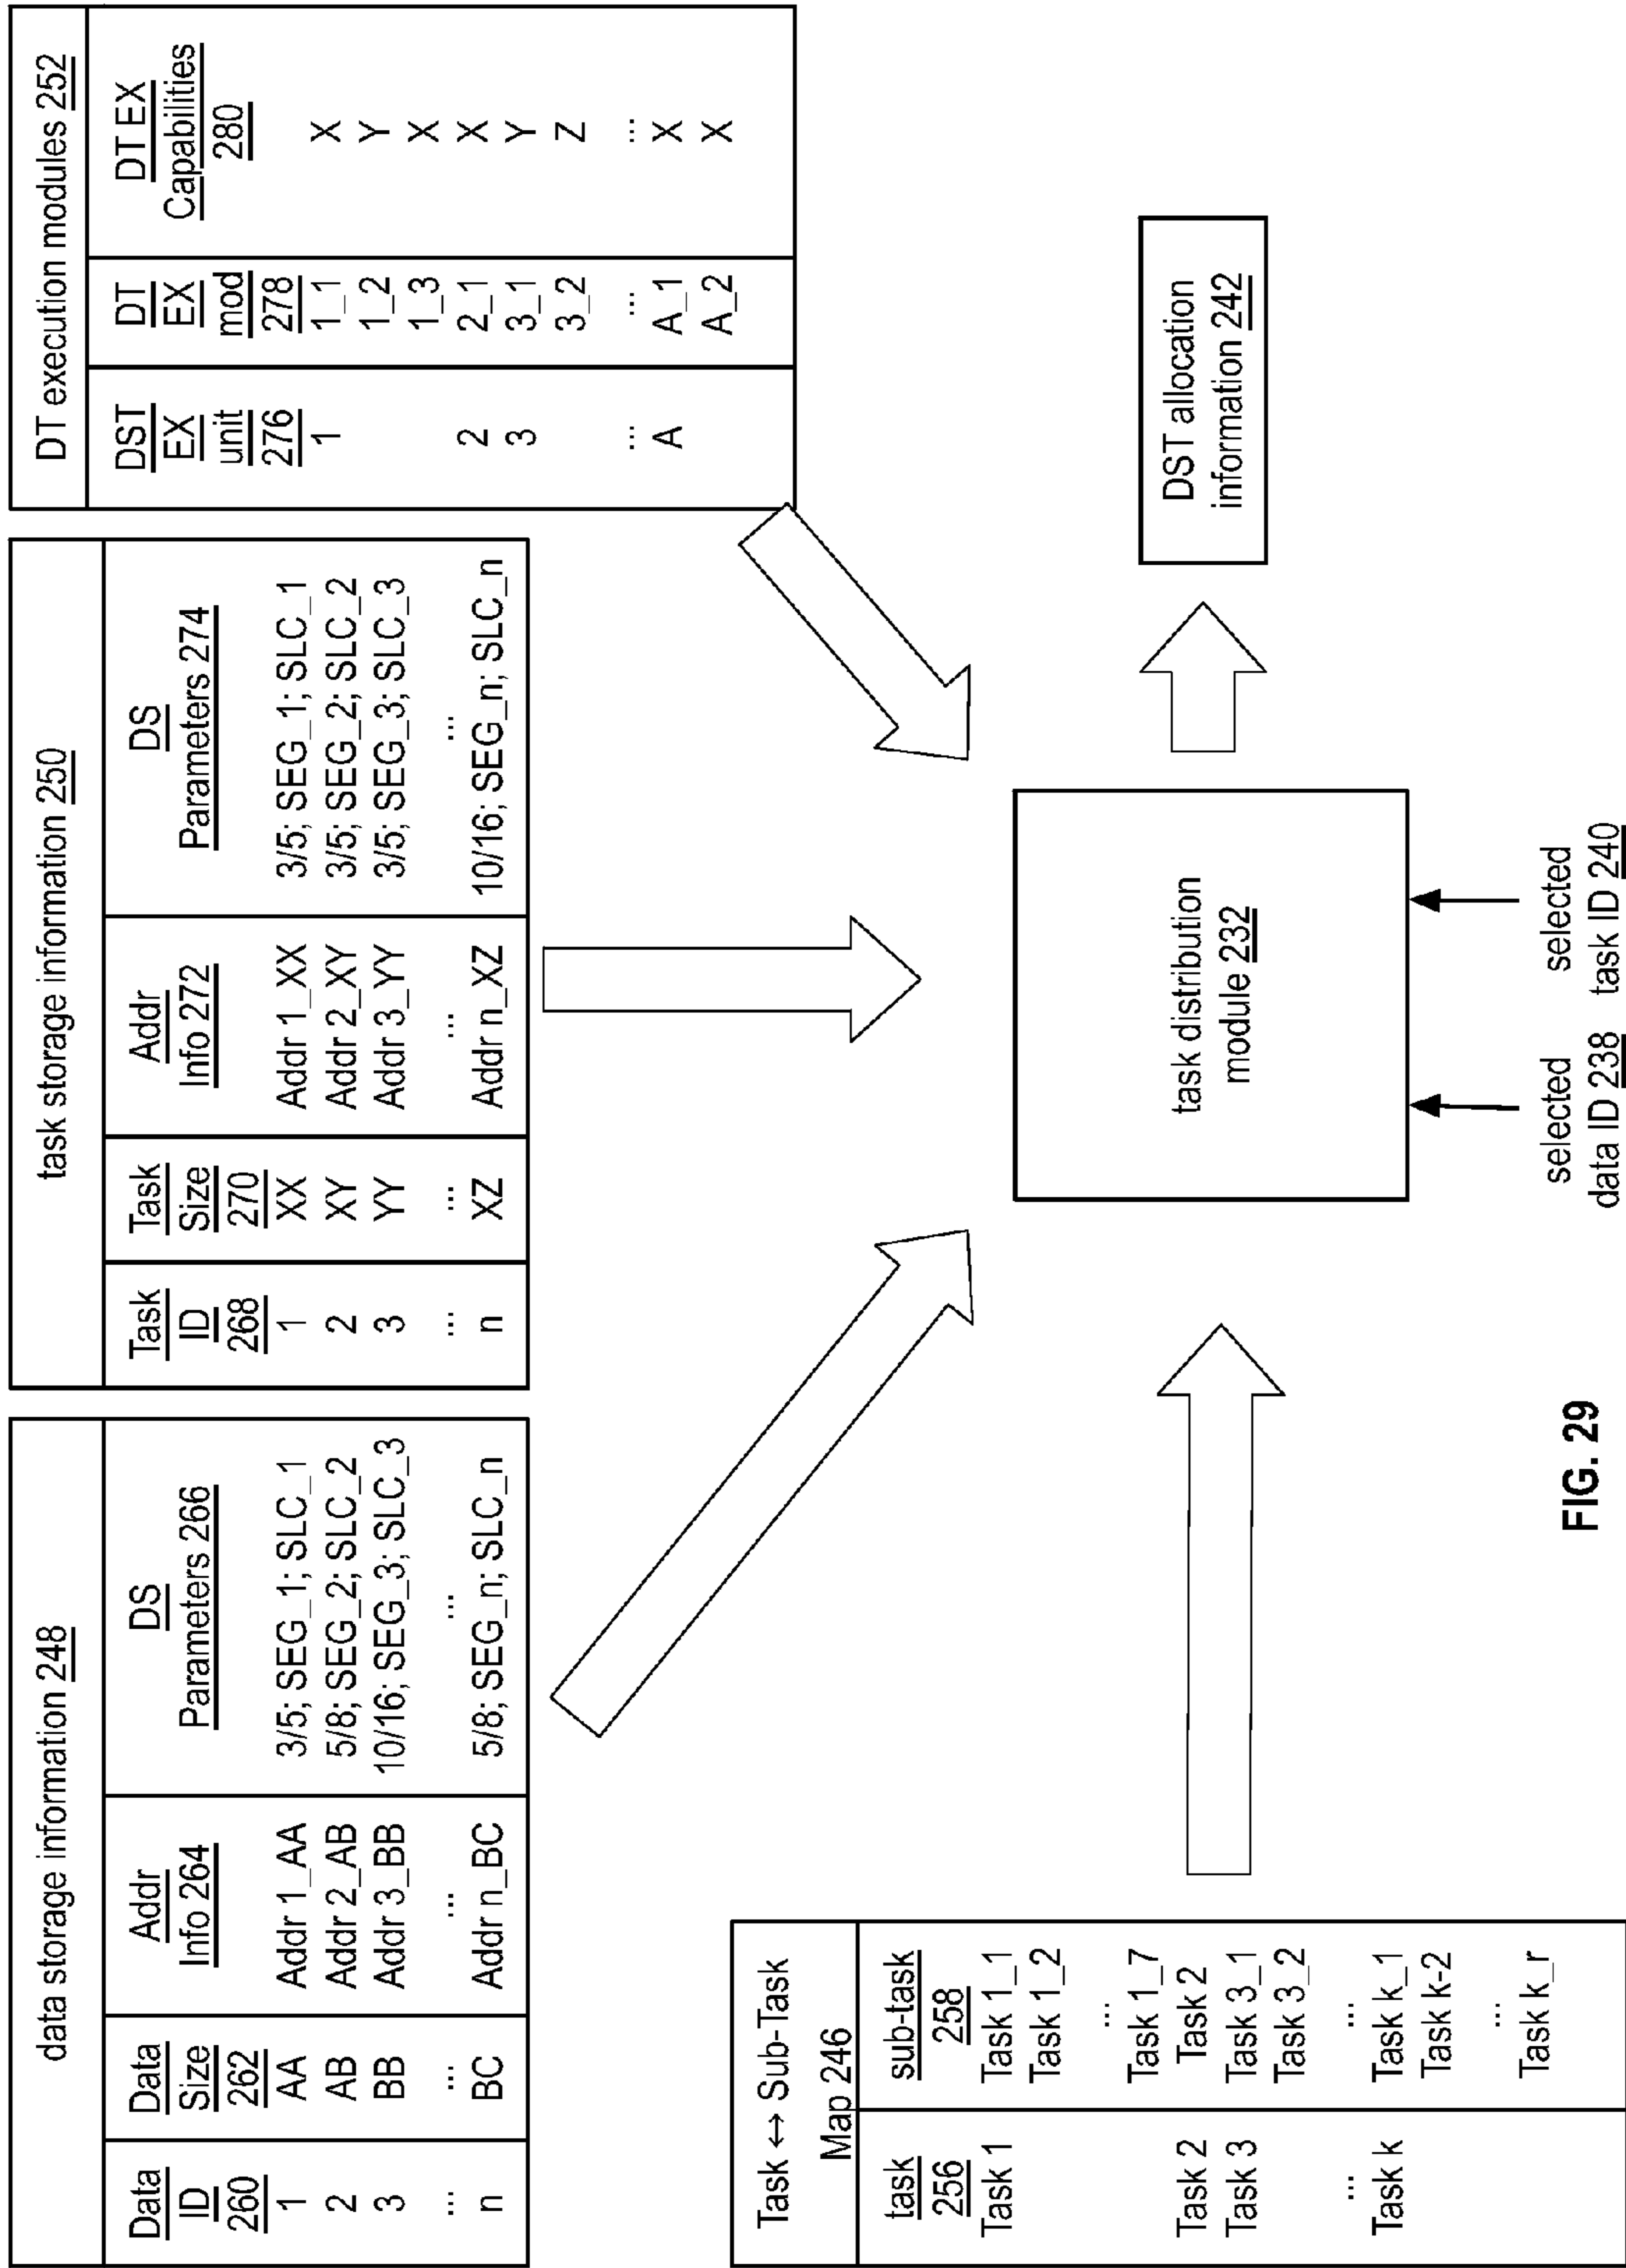 data storage information 248
Data ID 260 Data Size 262 Addr Info 264 DS Parameters 266
1 AA Addr 1_AA 3/5; SEG_1; SLC_1
2 AB Addr 2_AB 5/8; SEG_2; SLC_2
3 BB Addr 3_BB 10/16; SEG_3; SLC_3
... ... ... ...
n BC Addr n_BC 5/8; SEG_n; SLC_n
task storage information 250
Task ID 268 Task Size 270 Addr Info 272 DS Parameters 274
1 XX Addr 1_XX 3/5; SEG_1; SLC_1
2 XY Addr 2_XY 3/5; SEG_2; SLC_2
3 YY Addr 3_YY 3/5; SEG_3; SLC_3
... ... ... ...
n XZ Addr n_XZ 10/16; SEG_n; SLC_n
DT execution modules 252
DST EX unit 276 DT EX mod 278 DT EX Capabilities 280
1 1_1 X
1_2 Y
1_3 X
2 2_1 X
3 3_1 Y
3_2 Z
... ... ...
A A_1 X
A_2 X
Task ↔ Sub-Task
Map 246
task 256 sub-task 258
Task 1 Task 1_1
Task 1_2
...
Task 1_7
Task 2 Task 2
Task 3 Task 3_1
Task 3_2
... ...
Task k Task k_1
Task k-2
...
Task k_r
task distribution
module 232
DST allocation
information 242
selected
data ID 238
selected
task ID 240
FIG. 29